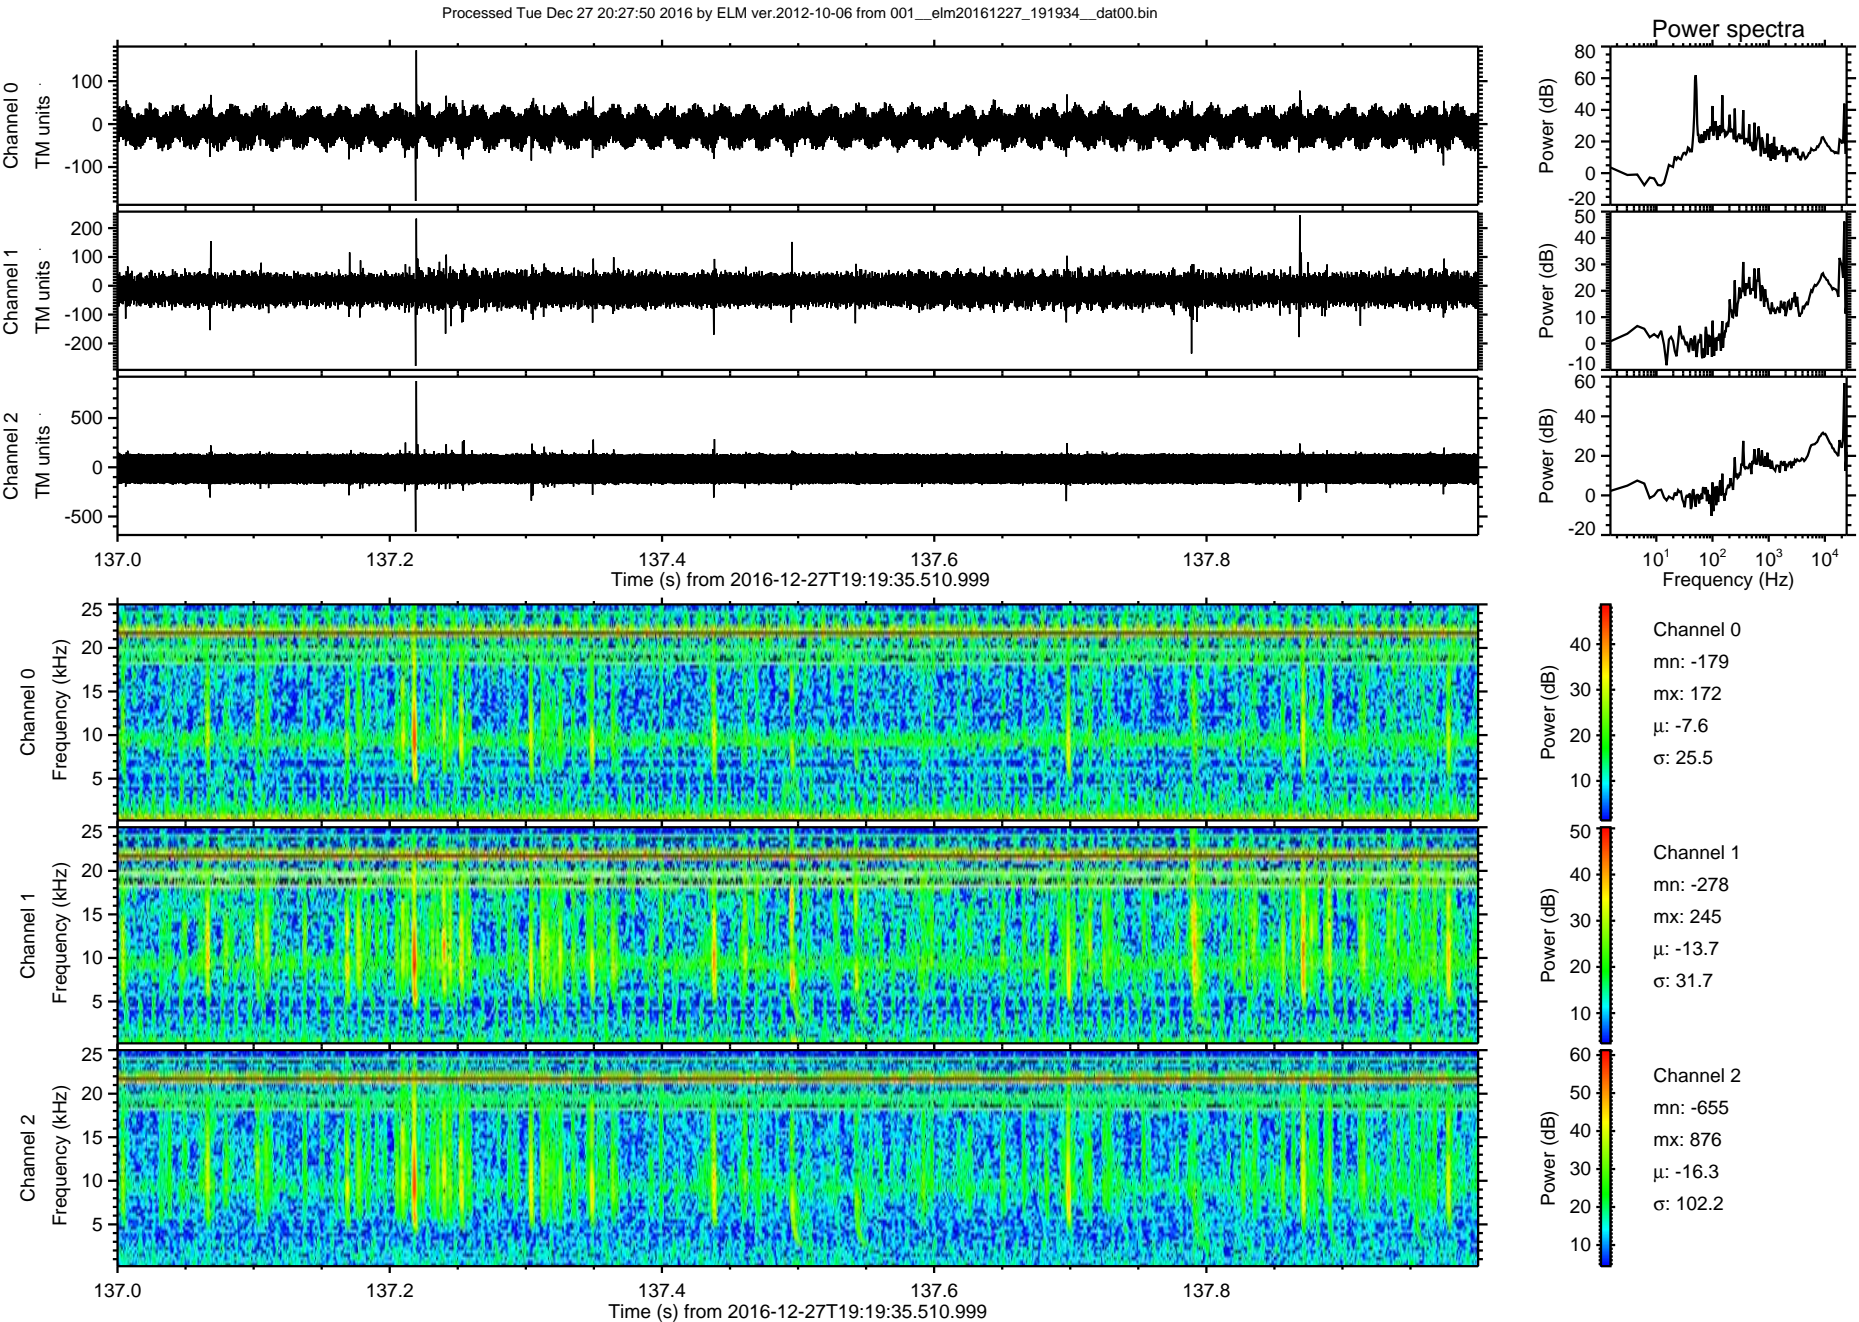 Processed Tue Dec 27 20:27:50 2016 by ELM ver.2012-10-06 from 001__elm20161227_191934__dat00.bin
Power spectra
Channel 0
TM units
100
0
-100
Power (dB)
80
60
40
20
0
-20
Channel 1
TM units
200
100
0
-100
-200
Power (dB)
50
40
30
20
10
0
-10
Channel 2
TM units
500
0
-500
Power (dB)
60
40
20
0
-20
137.0
137.2
137.4
137.6
137.8
Time (s) from 2016-12-27T19:19:35.510.999
10^1
10^2
10^3
10^4
Frequency (Hz)
Channel 0
Frequency (kHz)
25
20
15
10
5
Power (dB)
40
30
20
10
Channel 0
mn: -179
mx: 172
µ: -7.6
σ: 25.5
Channel 1
Frequency (kHz)
25
20
15
10
5
Power (dB)
50
40
30
20
10
Channel 1
mn: -278
mx: 245
µ: -13.7
σ: 31.7
Channel 2
Frequency (kHz)
25
20
15
10
5
Power (dB)
60
50
40
30
20
10
Channel 2
mn: -655
mx: 876
µ: -16.3
σ: 102.2
137.0
137.2
137.4
137.6
137.8
Time (s) from 2016-12-27T19:19:35.510.999